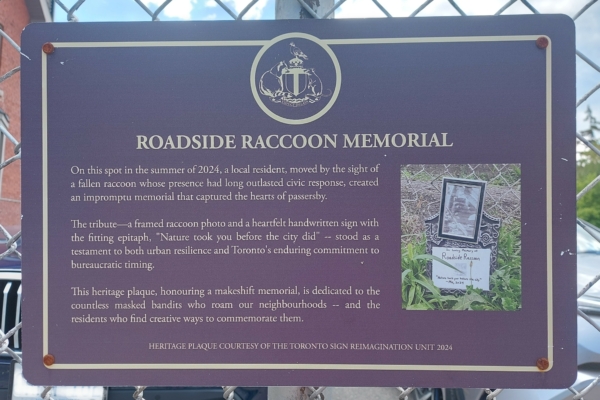 ROADSIDE RACCOON MEMORIAL
On this spot in the summer of 2024, a local resident, moved by the sight of
a fallen raccoon whose presence had long outlasted civic response, created
an impromptu memorial that captured the hearts of passersby.
The tribute—a framed raccoon photo and a heartfelt handwritten sign with
the fitting epitaph, "Nature took you before the city did" -- stood as a
testament to both urban resilience and Toronto's enduring commitment to
bureaucratic timing.
This heritage plaque, honouring a makeshift memorial, is dedicated to the
countless masked bandits who roam our neighbourhoods -- and the
residents who find creative ways to commemorate them.
HERITAGE PLAQUE COURTESY OF THE TORONTO SIGN REIMAGINATION UNIT 2024
Roadside Raccoon